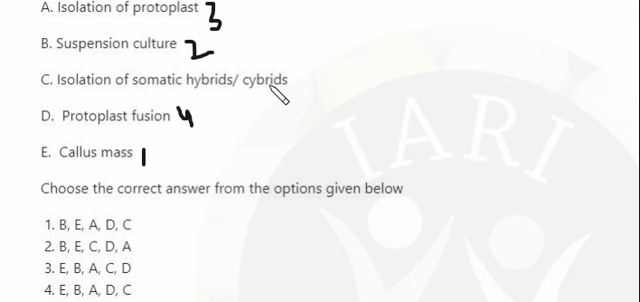 A. Isolation of protoplast 3
B. Suspension culture 2
C. Isolation of somatic hybrids/ cybrids
D. Protoplast fusion 4
E. Callus mass 1
Choose the correct answer from the options given below
1. B, E, A, D, C
2. B, E, C, D, A
3. E, B, A, C, D
4. E, B, A, D, C
IARI